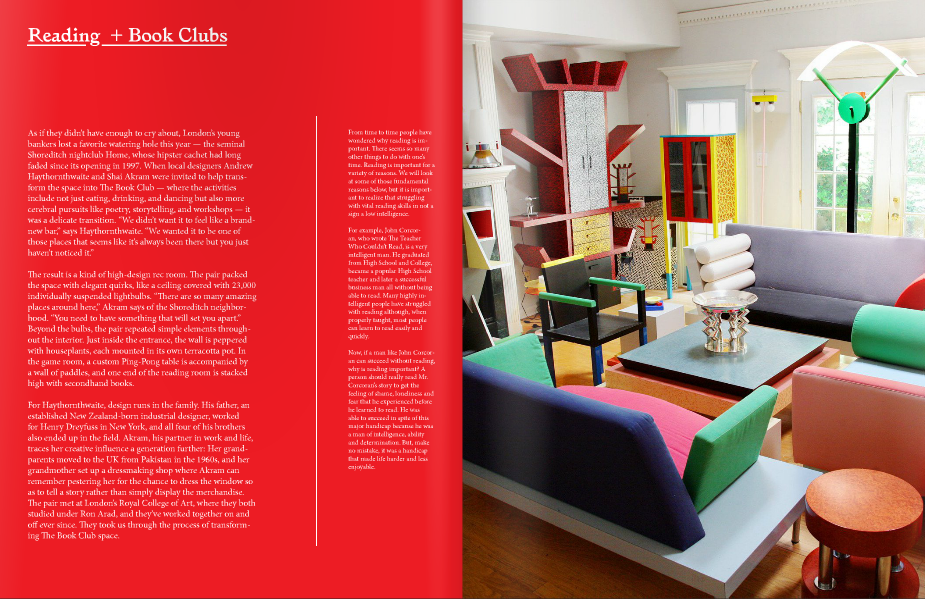 Reading + Book Clubs
As if they didn't have enough to cry about, London's young
bankers lost a favorite watering hole this year — the seminal
Shoreditch nightclub Home, whose hipster cachet had long
faded since its opening in 1997. When local designers Andrew
Haythornthwaite and Shai Akram were invited to help trans-
form the space into The Book Club — where the activities
include not just eating, drinking, and dancing but also more
cerebral pursuits like poetry, storytelling, and workshops — it
was a delicate transition. "We didn't want it to feel like a brand-
new bar," says Haythornthwaite. "We wanted it to be one of
those places that seems like it's always been there but you just
haven't noticed it."
The result is a kind of high-design rec room. The pair packed
the space with elegant quirks, like a ceiling covered with 23,000
individually suspended lightbulbs. "There are so many amazing
places around here," Akram says of the Shoreditch neighbor-
hood. "You need to have something that will set you apart."
Beyond the bulbs, the pair repeated simple elements through-
out the interior. Just inside the entrance, the wall is peppered
with houseplants, each mounted in its own terracotta pot. In
the game room, a custom Ping-Pong table is accompanied by
a wall of paddles, and one end of the reading room is stacked
high with secondhand books.
For Haythornthwaite, design runs in the family. His father, an
established New Zealand-born industrial designer, worked
for Henry Dreyfuss in New York, and all four of his brothers
also ended up in the field. Akram, his partner in work and life,
traces her creative influence a generation further: Her grand-
parents moved to the UK from Pakistan in the 1960s, and her
grandmother set up a dressmaking shop where Akram can
remember pestering her for the chance to dress the window so
as to tell a story rather than simply display the merchandise.
The pair met at London's Royal College of Art, where they both
studied under Ron Arad, and they've worked together on and
off ever since. They took us through the process of transform-
ing The Book Club space.
From time to time people have
wondered why reading is im-
portant. There seems so many
other things to do with one's
time. Reading is important for a
variety of reasons. We will look
at some of those fundamental
reasons below, but it is import-
ant to realize that struggling
with vital reading skills in not a
sign a low intelligence.
For example, John Corcor-
an, who wrote The Teacher
Who Couldn't Read, is a very
intelligent man. He graduated
from High School and College,
became a popular High School
teacher and later a successful
business man all without being
able to read. Many highly in-
telligent people have struggled
with reading although, when
properly taught, most people
can learn to read easily and
quickly.
Now, if a man like John Corcor-
an can succeed without reading,
why is reading important? A
person should really read Mr.
Corcoran's story to get the
feeling of shame, loneliness and
fear that he experienced before
he learned to read. He was
able to succeed in spite of this
major handicap because he was
a man of intelligence, ability
and determination. But, make
no mistake, it was a handicap
that made life harder and less
enjoyable.
1